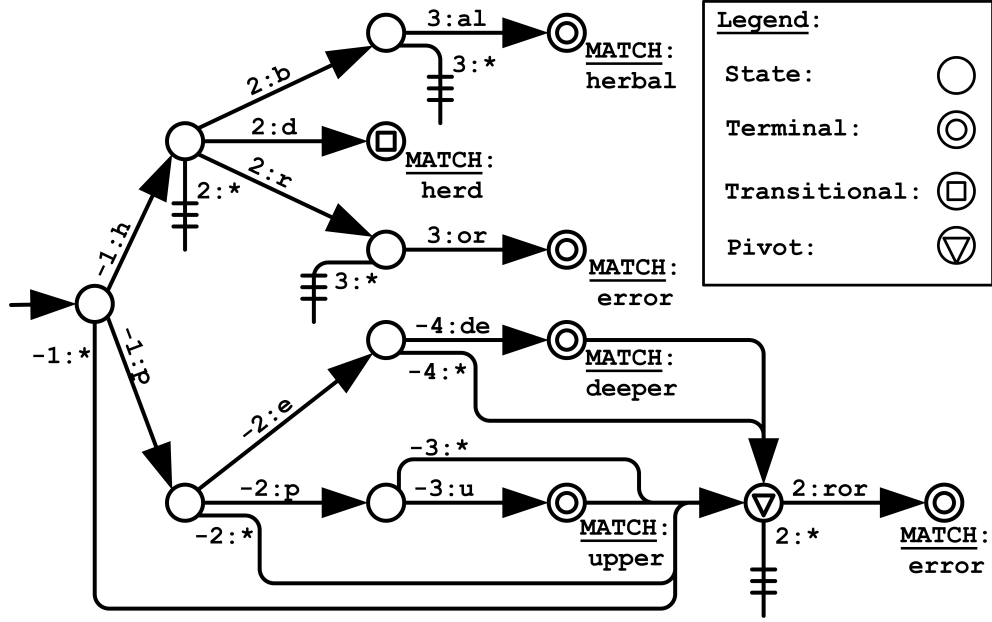 3:al
MATCH:
herbal
3:*
2:b
2:d
MATCH:
herd
2:r
2:*
3:or
MATCH:
error
3:*
-1:h
-1:*
-1:p
-4:de
MATCH:
deeper
-4:*
-2:e
-3:*
-2:p
-3:u
MATCH:
upper
-2:*
2:ror
MATCH:
error
2:*
Legend:
State:
Terminal:
Transitional:
Pivot: